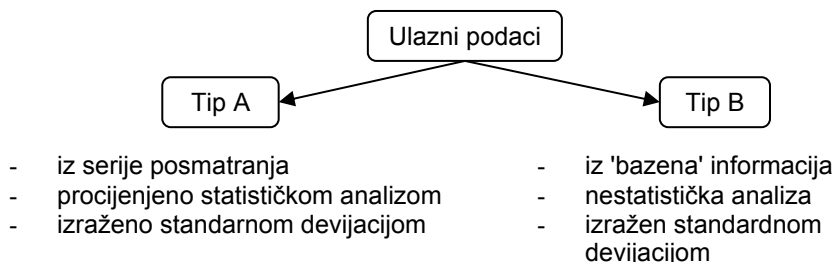 Ulazni podaci
Tip A
Tip B
- iz serije posmatranja
- procijenjeno statističkom analizom
- izraženo standarnom devijacijom
- iz 'bazena' informacija
- nestatistička analiza
- izražen standardnom
devijacijom